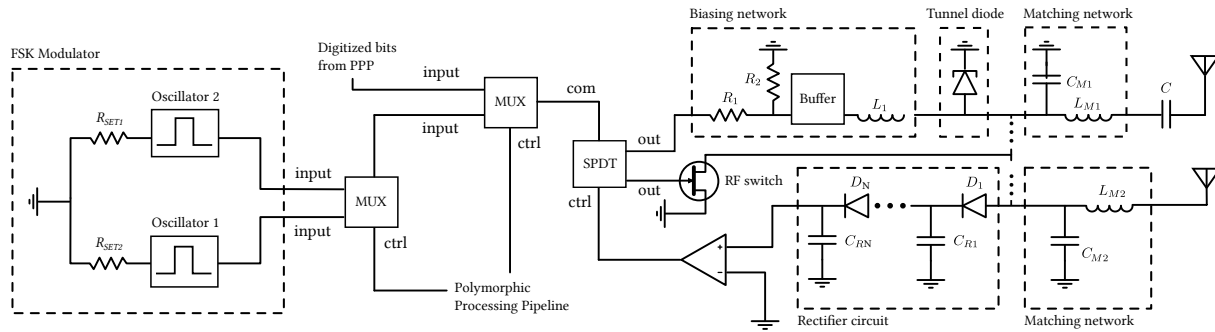 FSK Modulator
R_SET1
Oscillator 2
R_SET2
Oscillator 1
input
input
MUX
ctrl
Digitized bits
from PPP
input
input
MUX
ctrl
Polymorphic
Processing Pipeline
com
SPDT
out
out
ctrl
RF switch
Biasing network
R_1
R_2
Buffer
L_1
Tunnel diode
Matching network
C_M1
L_M1
C
+
−
D_N
D_1
C_RN
C_R1
Rectifier circuit
L_M2
C_M2
Matching network